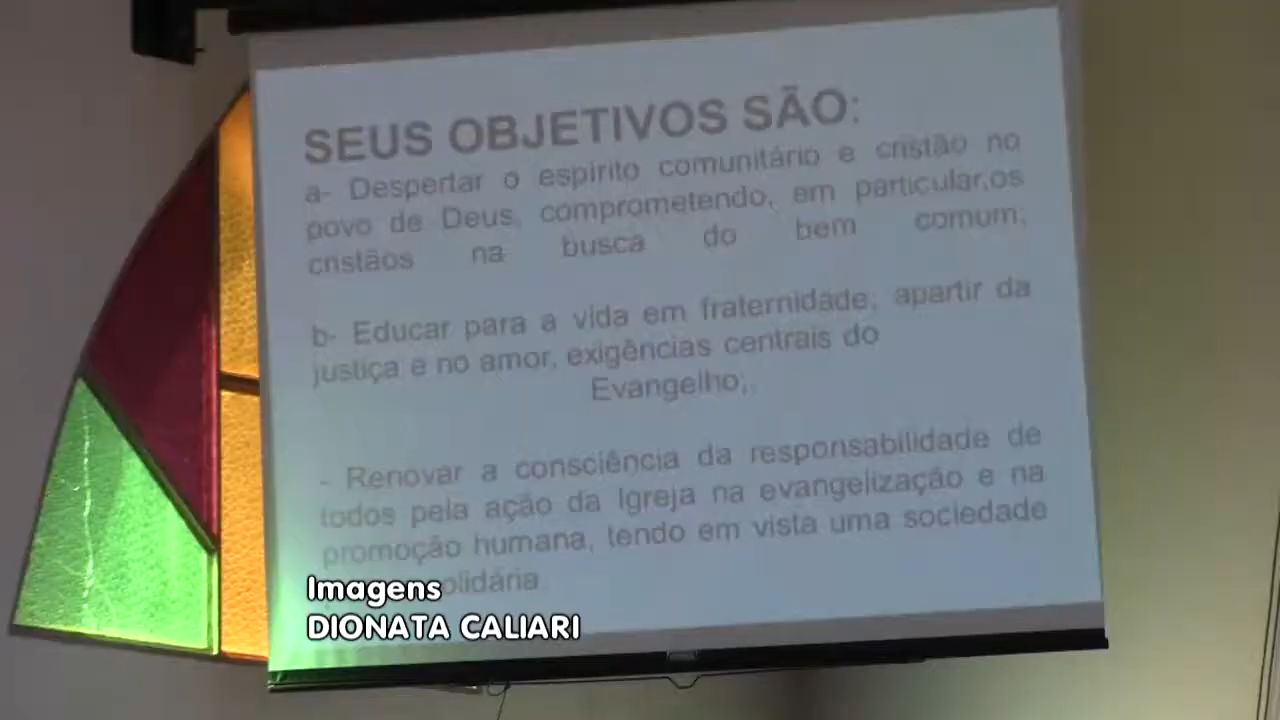 SEUS OBJETIVOS SÃO:
a- Despertar o espírito comunitário e cristão no
povo de Deus, comprometendo, em particular,os
cristãos na busca do bem comum;
b- Educar para a vida em fraternidade, apartir da
justiça e no amor, exigências centrais do
Evangelho;
- Renovar a consciência da responsabilidade de
todos pela ação da Igreja na evangelização e na
promoção humana, tendo em vista uma sociedade
Imagens
DIONATA CALIARI